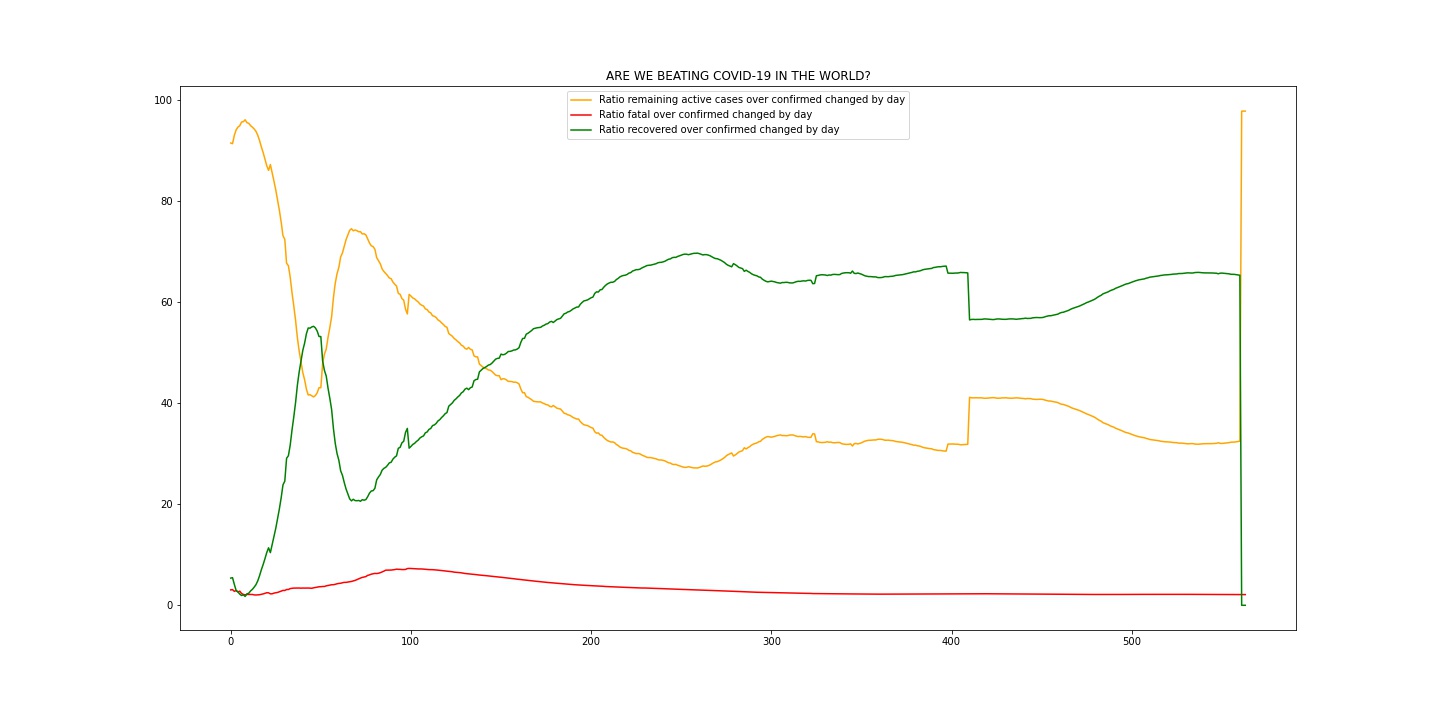 ARE WE BEATING COVID-19 IN THE WORLD?
Ratio remaining active cases over confirmed changed by day
Ratio fatal over confirmed changed by day
Ratio recovered over confirmed changed by day
100
80
60
40
20
0
0 100 200 300 400 500